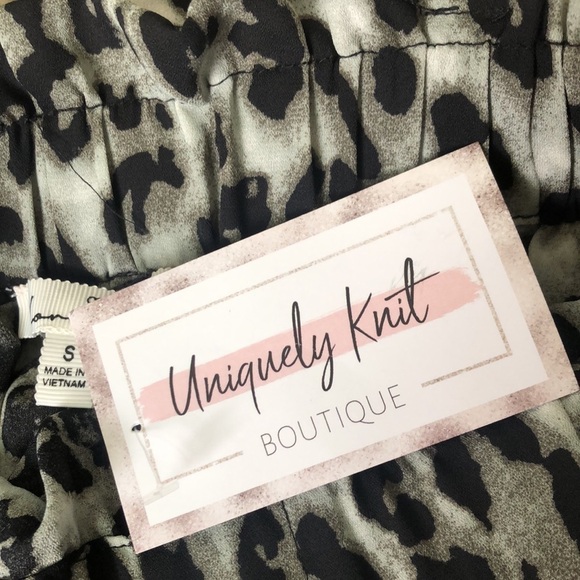 Uniquely Knit
BOUTIQUE
S
MADE IN
VIETNAM